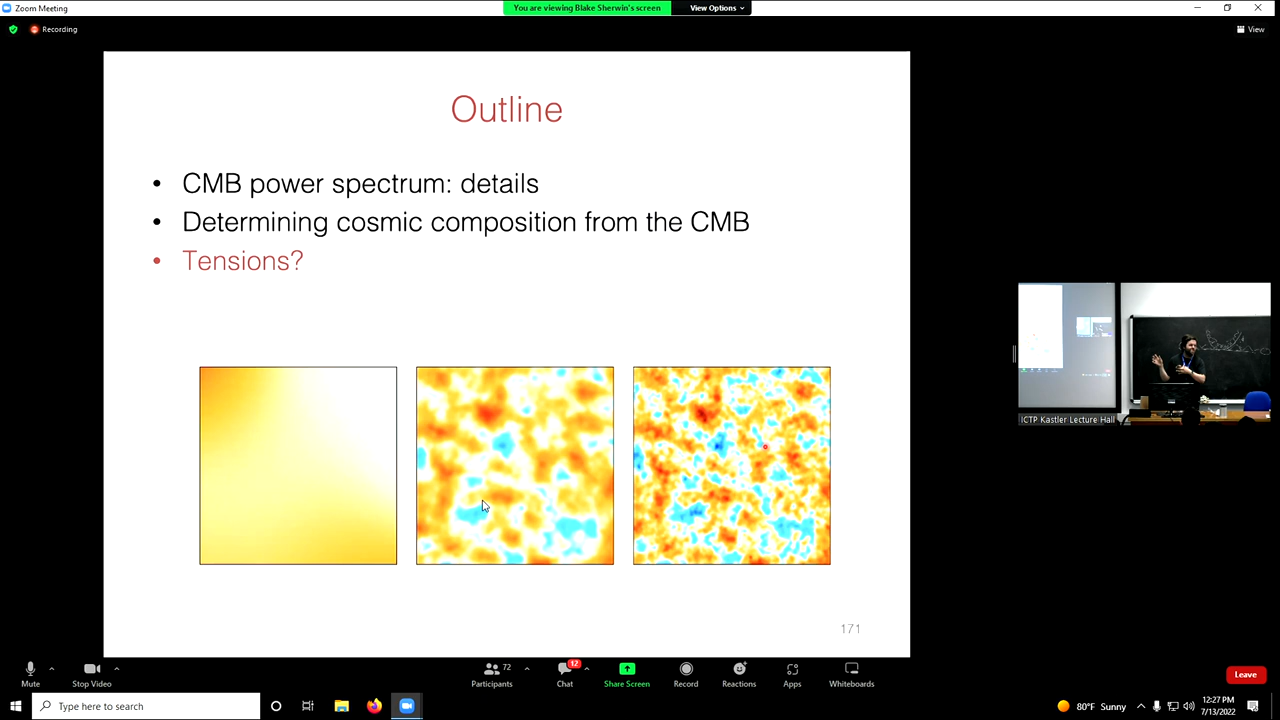 Zoom Meeting
You are viewing Blake Sherwin's screen
View Options
Recording
View
Outline
• CMB power spectrum: details
• Determining cosmic composition from the CMB
• Tensions?
ICTP Kastler Lecture Hall
171
Mute
Stop Video
Participants
72
Chat
12
Share Screen
Record
Reactions
Apps
Whiteboards
Leave
Type here to search
80°F Sunny
12:27 PM
7/13/2022